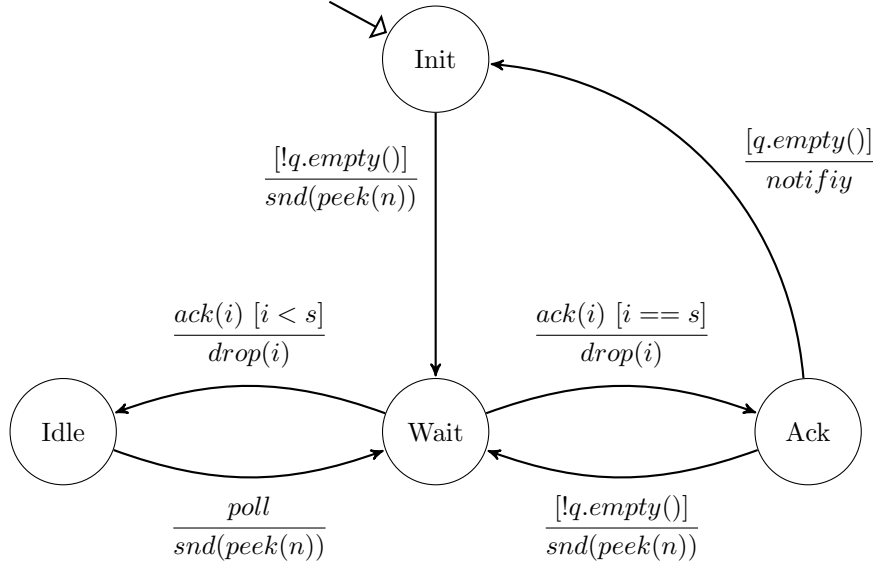 Init
[!q.empty()]
snd(peek(n))
[q.empty()]
notifiy
ack(i) [i < s]
drop(i)
ack(i) [i == s]
drop(i)
Idle
Wait
Ack
poll
snd(peek(n))
[!q.empty()]
snd(peek(n))